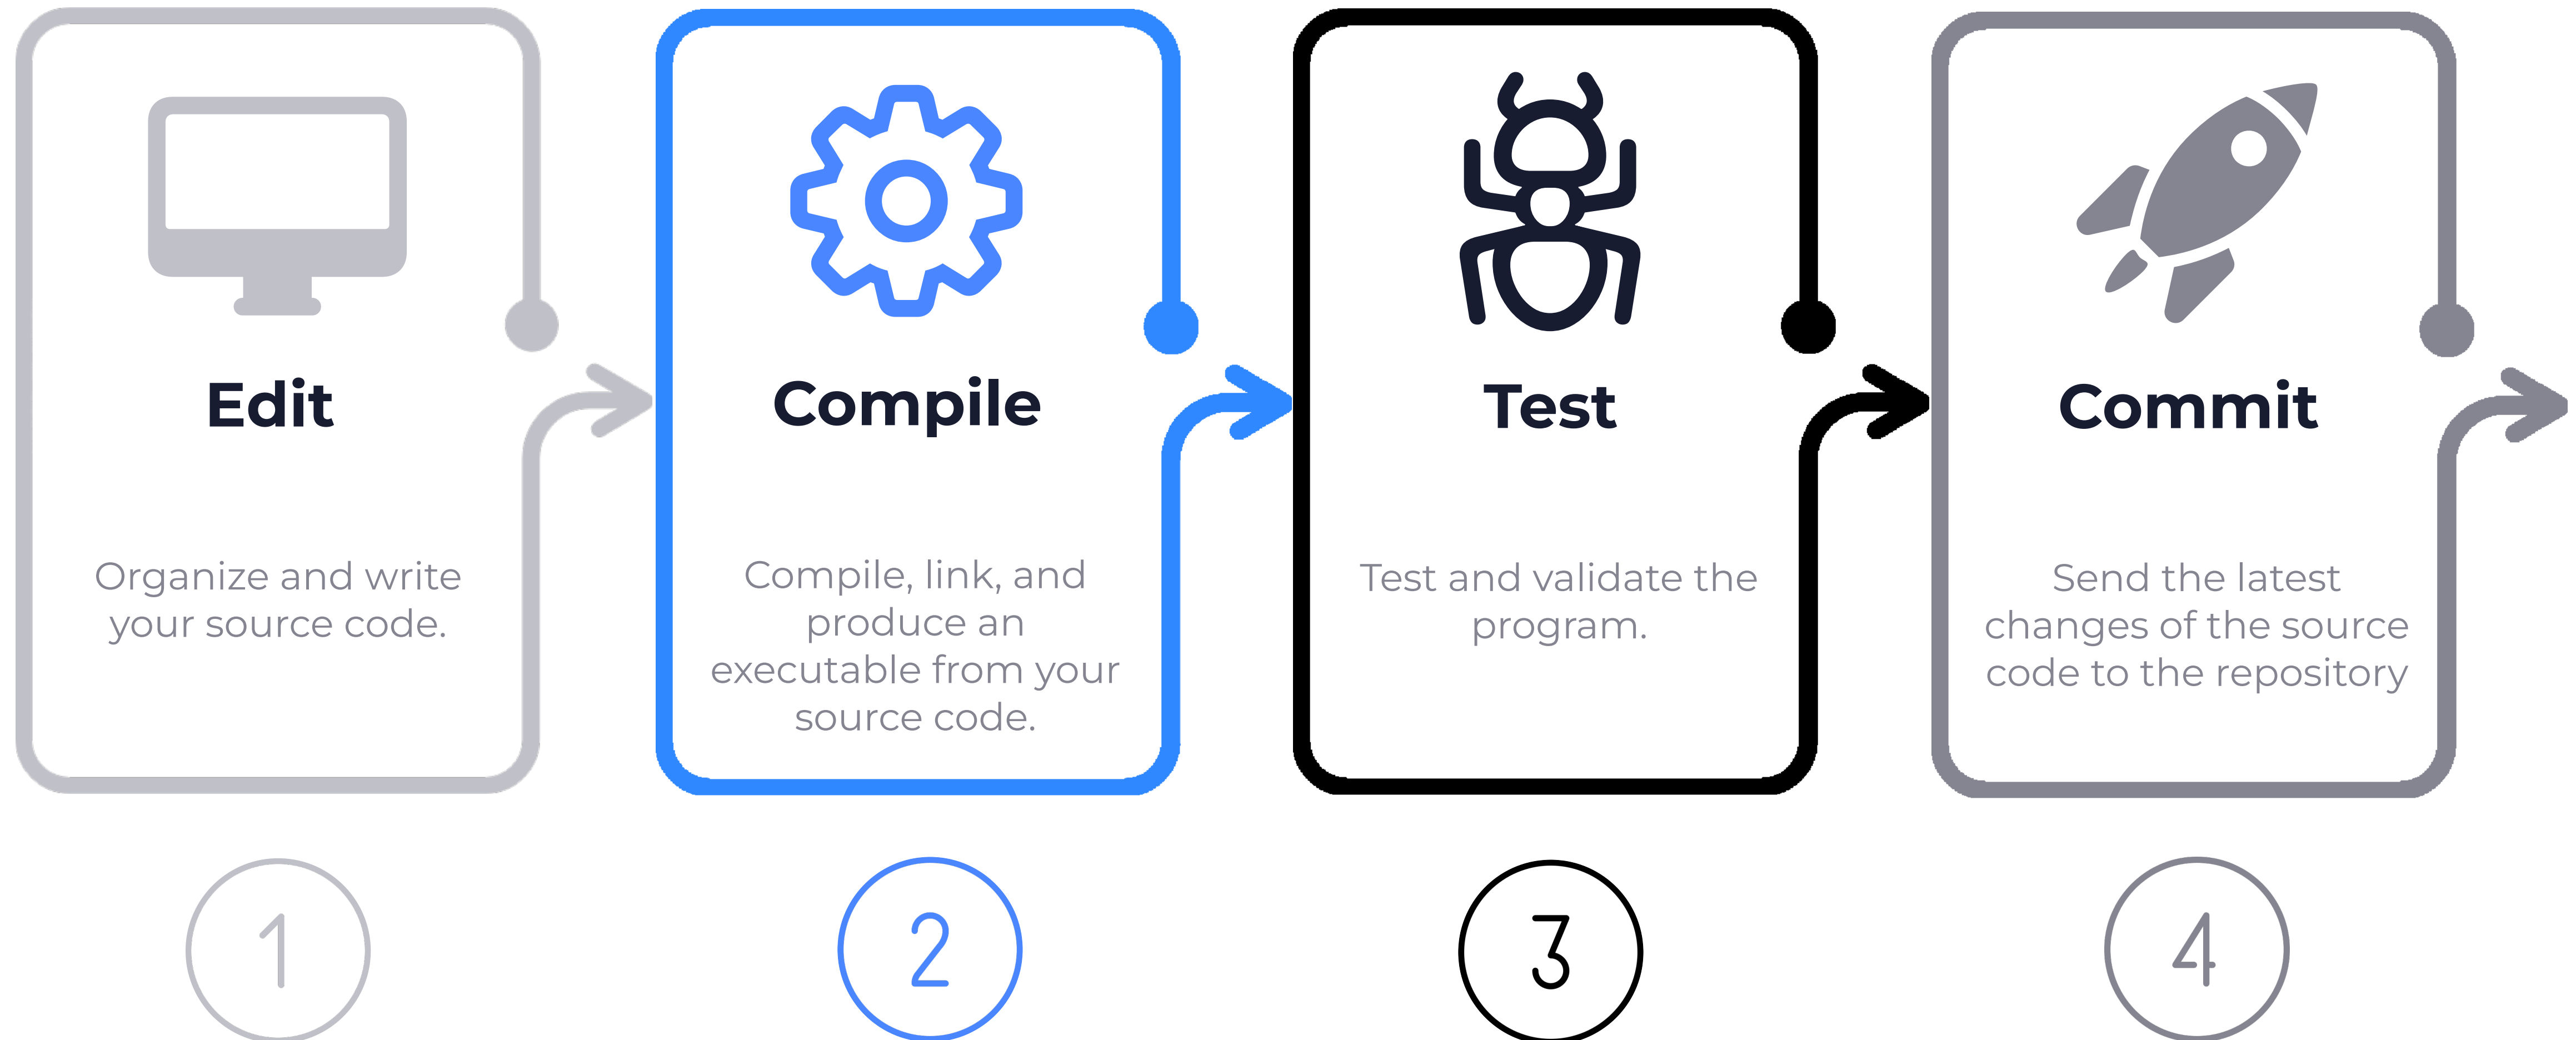 Edit
Organize and write
your source code.
1
Compile
Compile, link, and
produce an
executable from your
source code.
2
Test
Test and validate the
program.
3
Commit
Send the latest
changes of the source
code to the repository
4